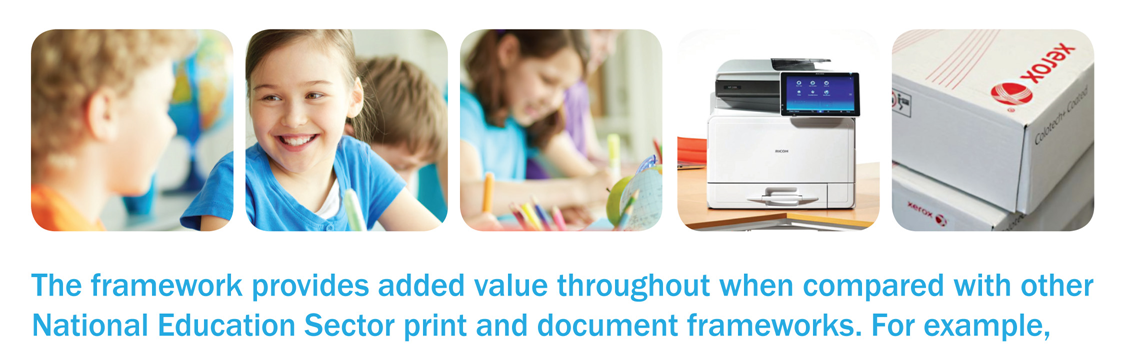 RICOH
xerox
Colotech+ Coated
xerox
The framework provides added value throughout when compared with other
National Education Sector print and document frameworks. For example,